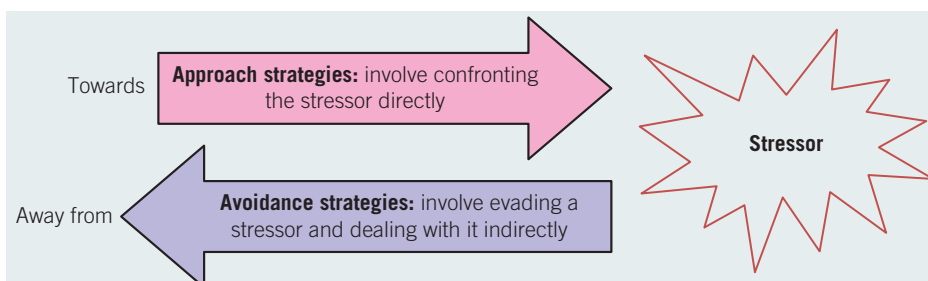 Towards
Approach strategies: involve confronting
the stressor directly
Stressor
Away from
Avoidance strategies: involve evading a
stressor and dealing with it indirectly